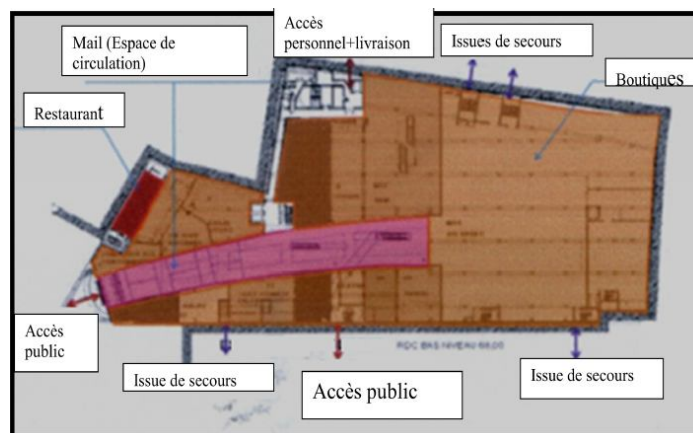 Accès
personnel+livraison
Mail (Espace de
circulation)
Issues de secours
Boutiques
Restaurant
Accès
public
RDC BAS NIVEAU 68,00
Issue de secours
Accès public
Issue de secours